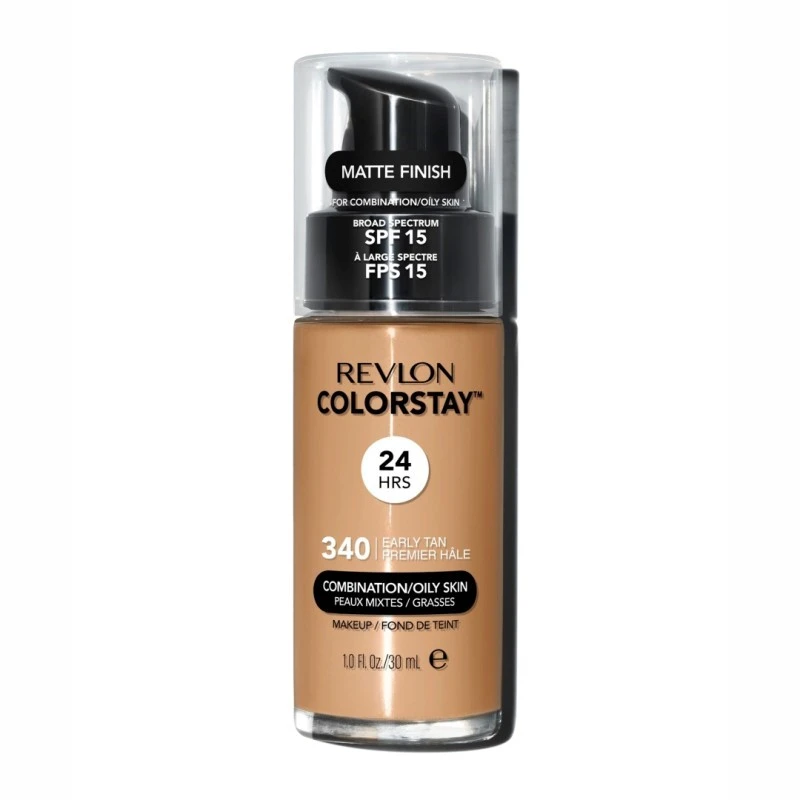 MATTE FINISH
FOR COMBINATION/OILY SKIN
BROAD SPECTRUM
SPF 15
À LARGE SPECTRE
FPS 15
REVLON
COLORSTAY™
24
HRS
340 | EARLY TAN
PREMIER HÂLE
COMBINATION/OILY SKIN
PEAUX MIXTES / GRASSES
MAKEUP / FOND DE TEINT
1.0 Fl. Oz./30 mL ℮